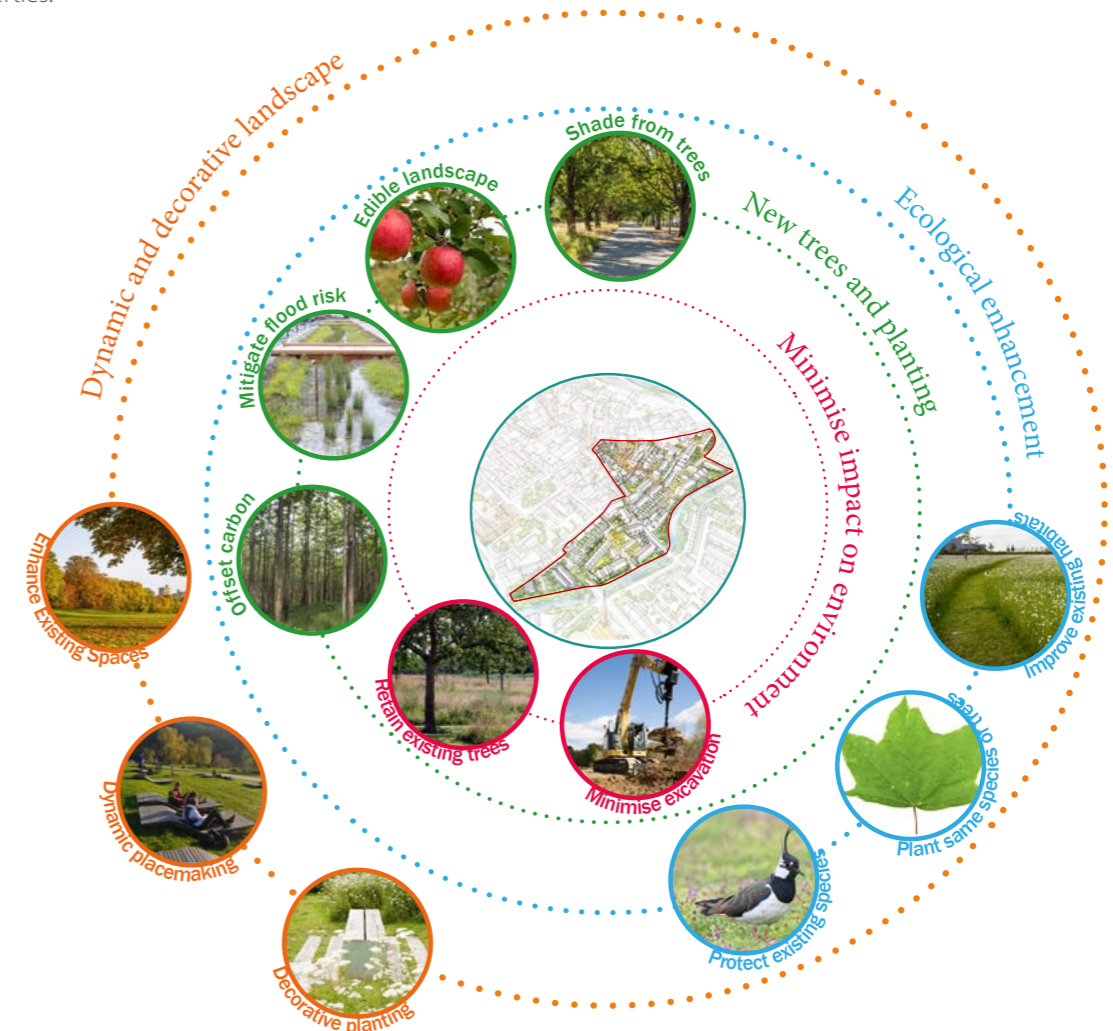 erties.
Dynamic and decorative landscape
Shade from trees
Edible landscape
New trees and planting
Ecological enhancement
Mitigate flood risk
Minimise impact on environment
Offset carbon
Enhance Existing Spaces
Improve existing habitats
Retain existing trees
Minimise excavation
Plant same species of trees
Dynamic placemaking
Protect existing species
Decorative planting